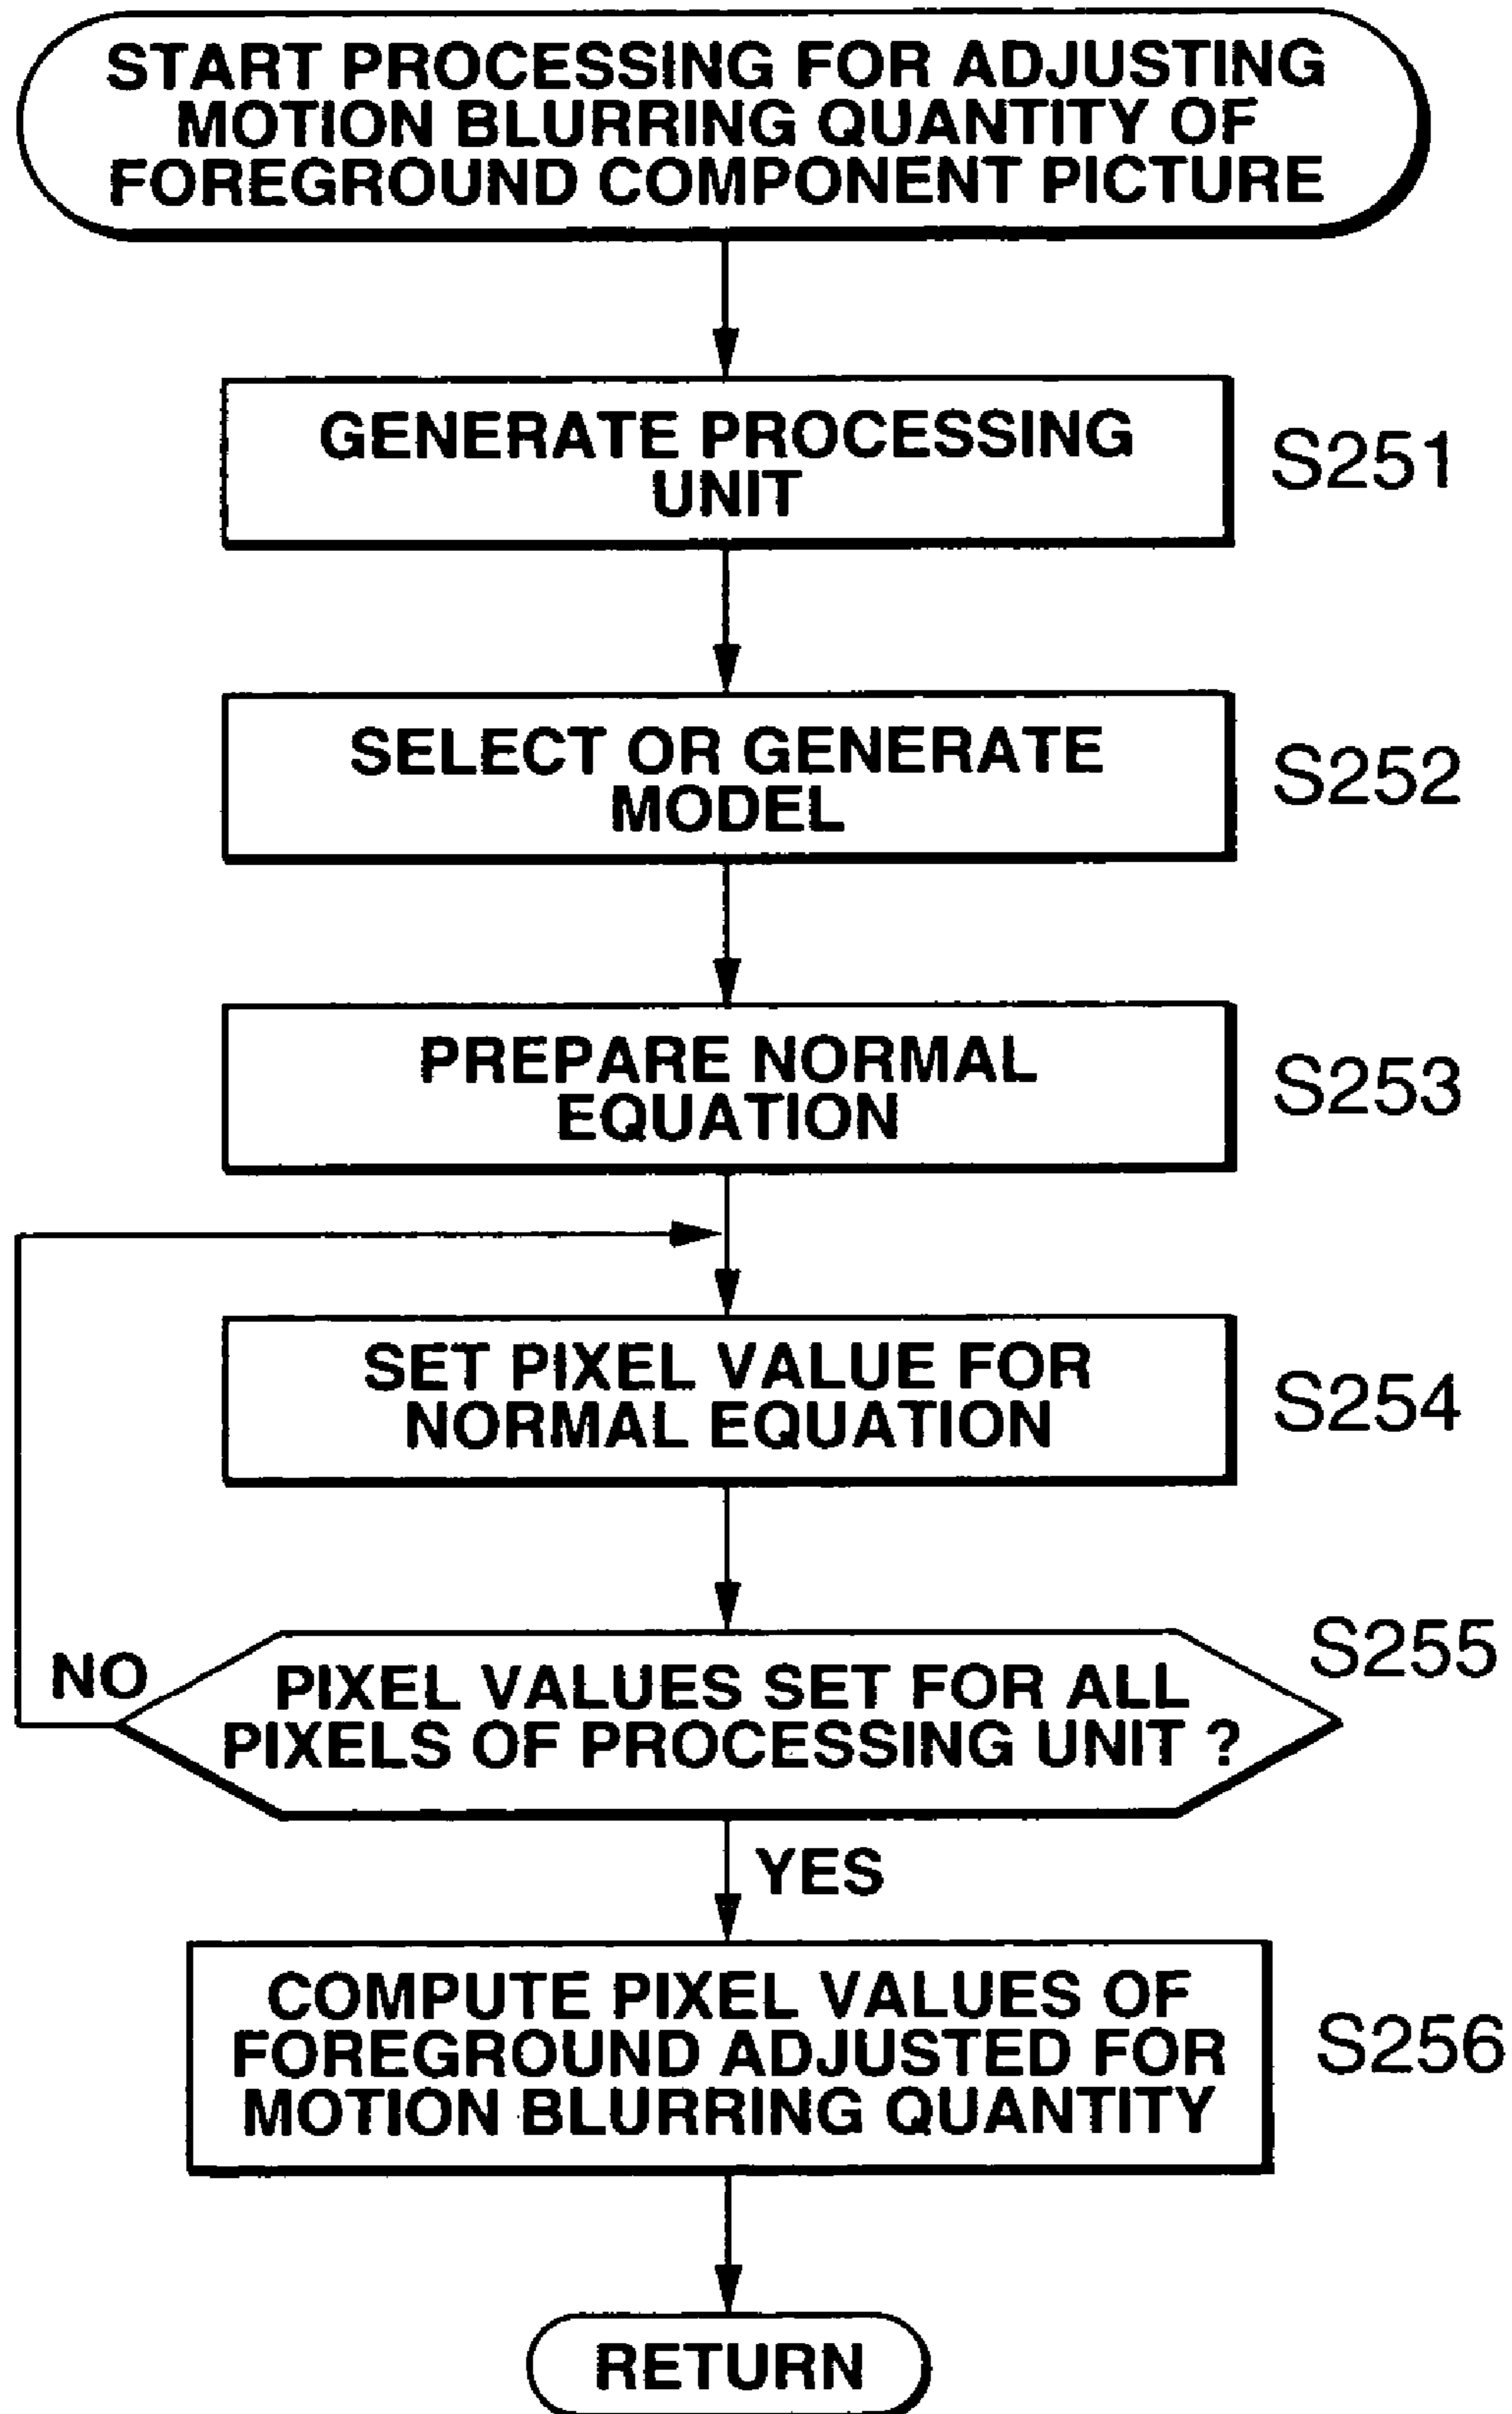 START PROCESSING FOR ADJUSTING
MOTION BLURRING QUANTITY OF
FOREGROUND COMPONENT PICTURE
GENERATE PROCESSING
UNIT
S251
SELECT OR GENERATE
MODEL
S252
PREPARE NORMAL
EQUATION
S253
SET PIXEL VALUE FOR
NORMAL EQUATION
S254
S255
NO
PIXEL VALUES SET FOR ALL
PIXELS OF PROCESSING UNIT ?
YES
COMPUTE PIXEL VALUES OF
FOREGROUND ADJUSTED FOR
MOTION BLURRING QUANTITY
S256
RETURN